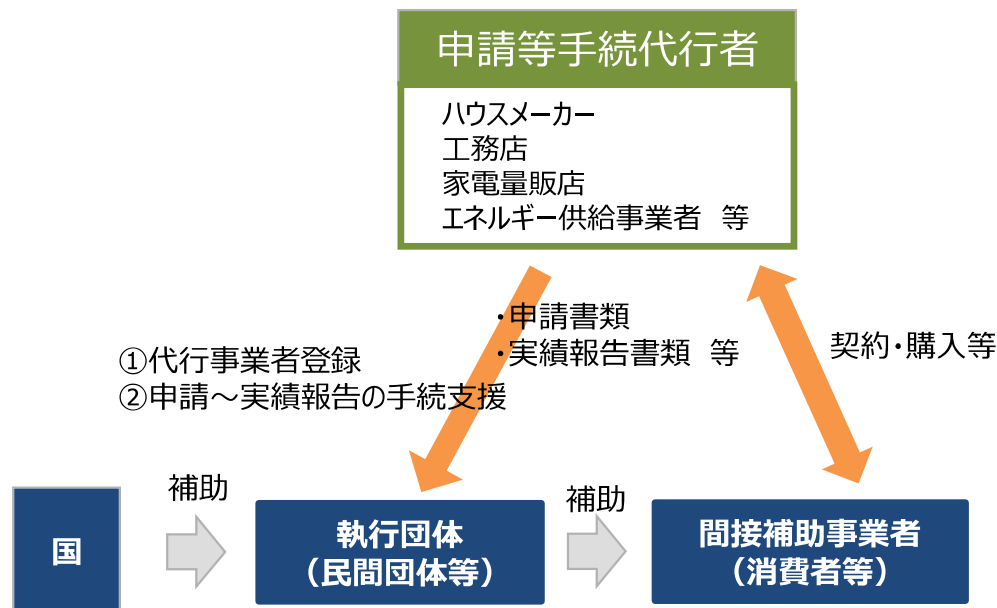 申請等手続代行者
ハウスメーカー
工務店
家電量販店
エネルギー供給事業者 等
・申請書類
・実績報告書類 等
契約・購入等
①代行事業者登録
②申請～実績報告の手続支援
補助
補助
国
執行団体
（民間団体等）
間接補助事業者
（消費者等）